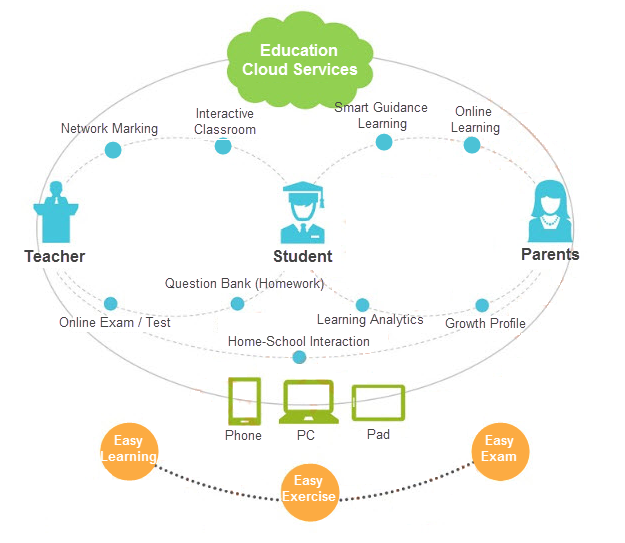 Education
Cloud Services
Network Marking
Interactive
Classroom
Smart Guidance
Learning
Online
Learning
Teacher
Student
Parents
Question Bank (Homework)
Online Exam / Test
Learning Analytics
Growth Profile
Home-School Interaction
Phone
PC
Pad
Easy
Learning
Easy
Exercise
Easy
Exam